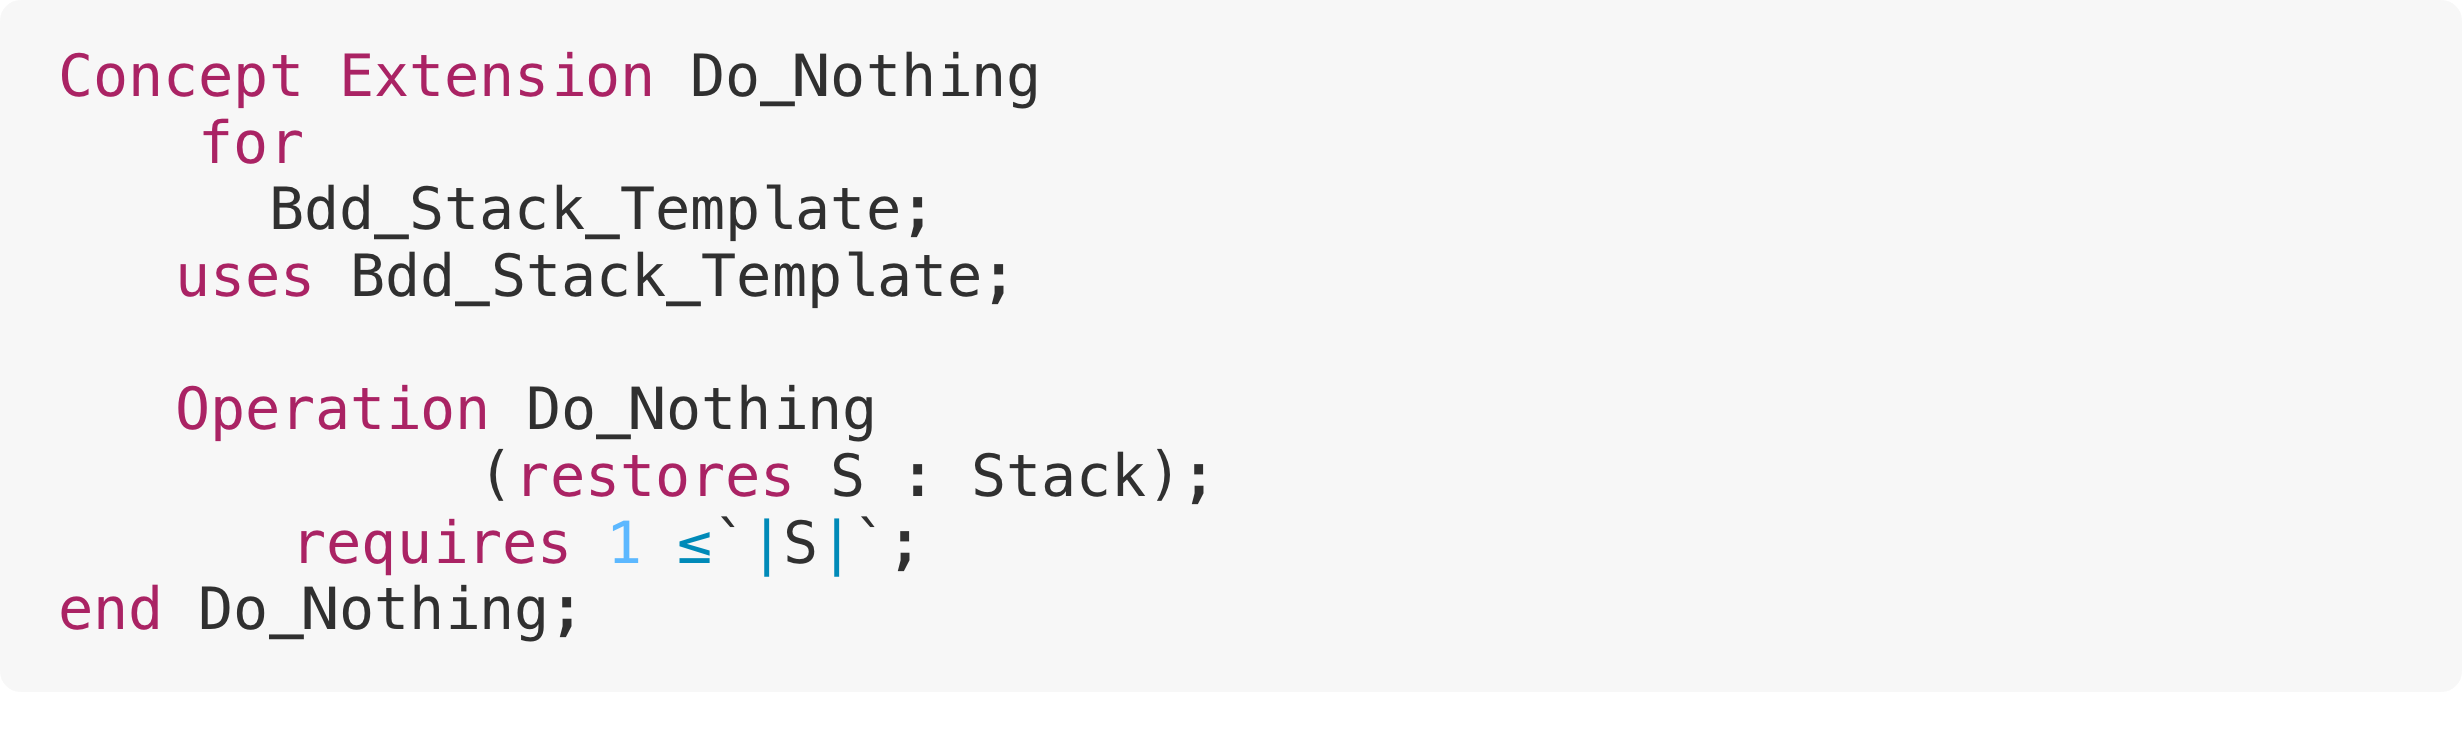 Concept Extension Do_Nothing
for
Bdd_Stack_Template;
uses Bdd_Stack_Template;
Operation Do_Nothing
(restores S : Stack);
requires 1 ≤`|S|`;
end Do_Nothing;